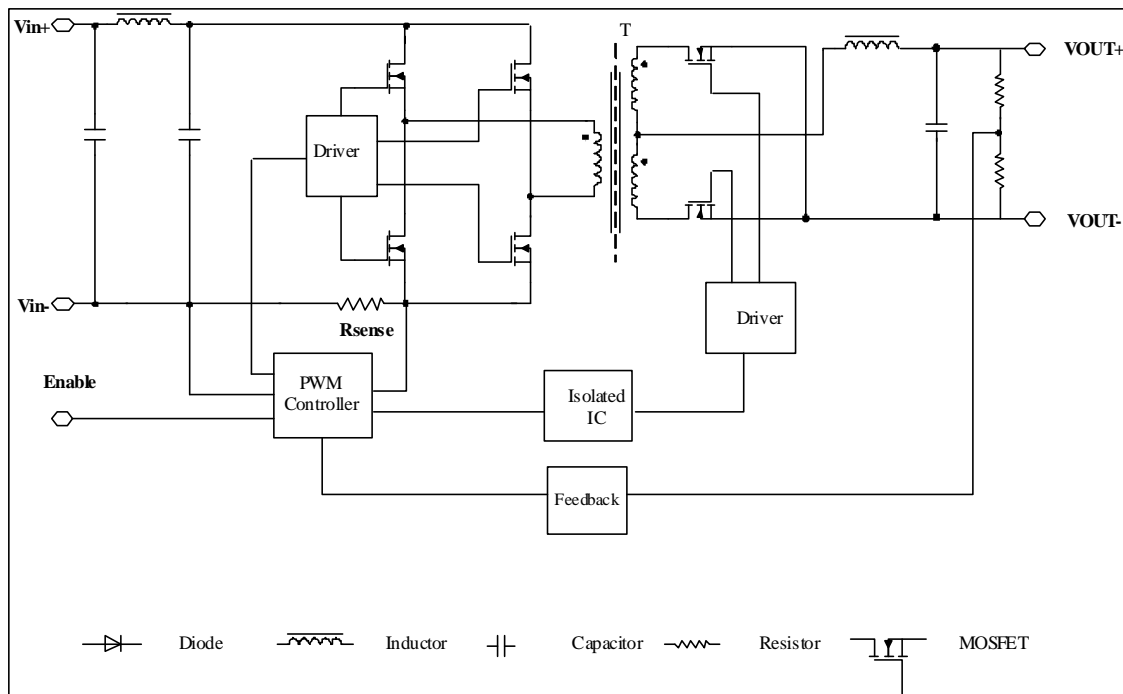 Vin+
T
VOUT+
Driver
VOUT-
Vin-
Rsense
Driver
Enable
PWM
Controller
Isolated
IC
Feedback
Diode
Inductor
Capacitor
Resistor
MOSFET